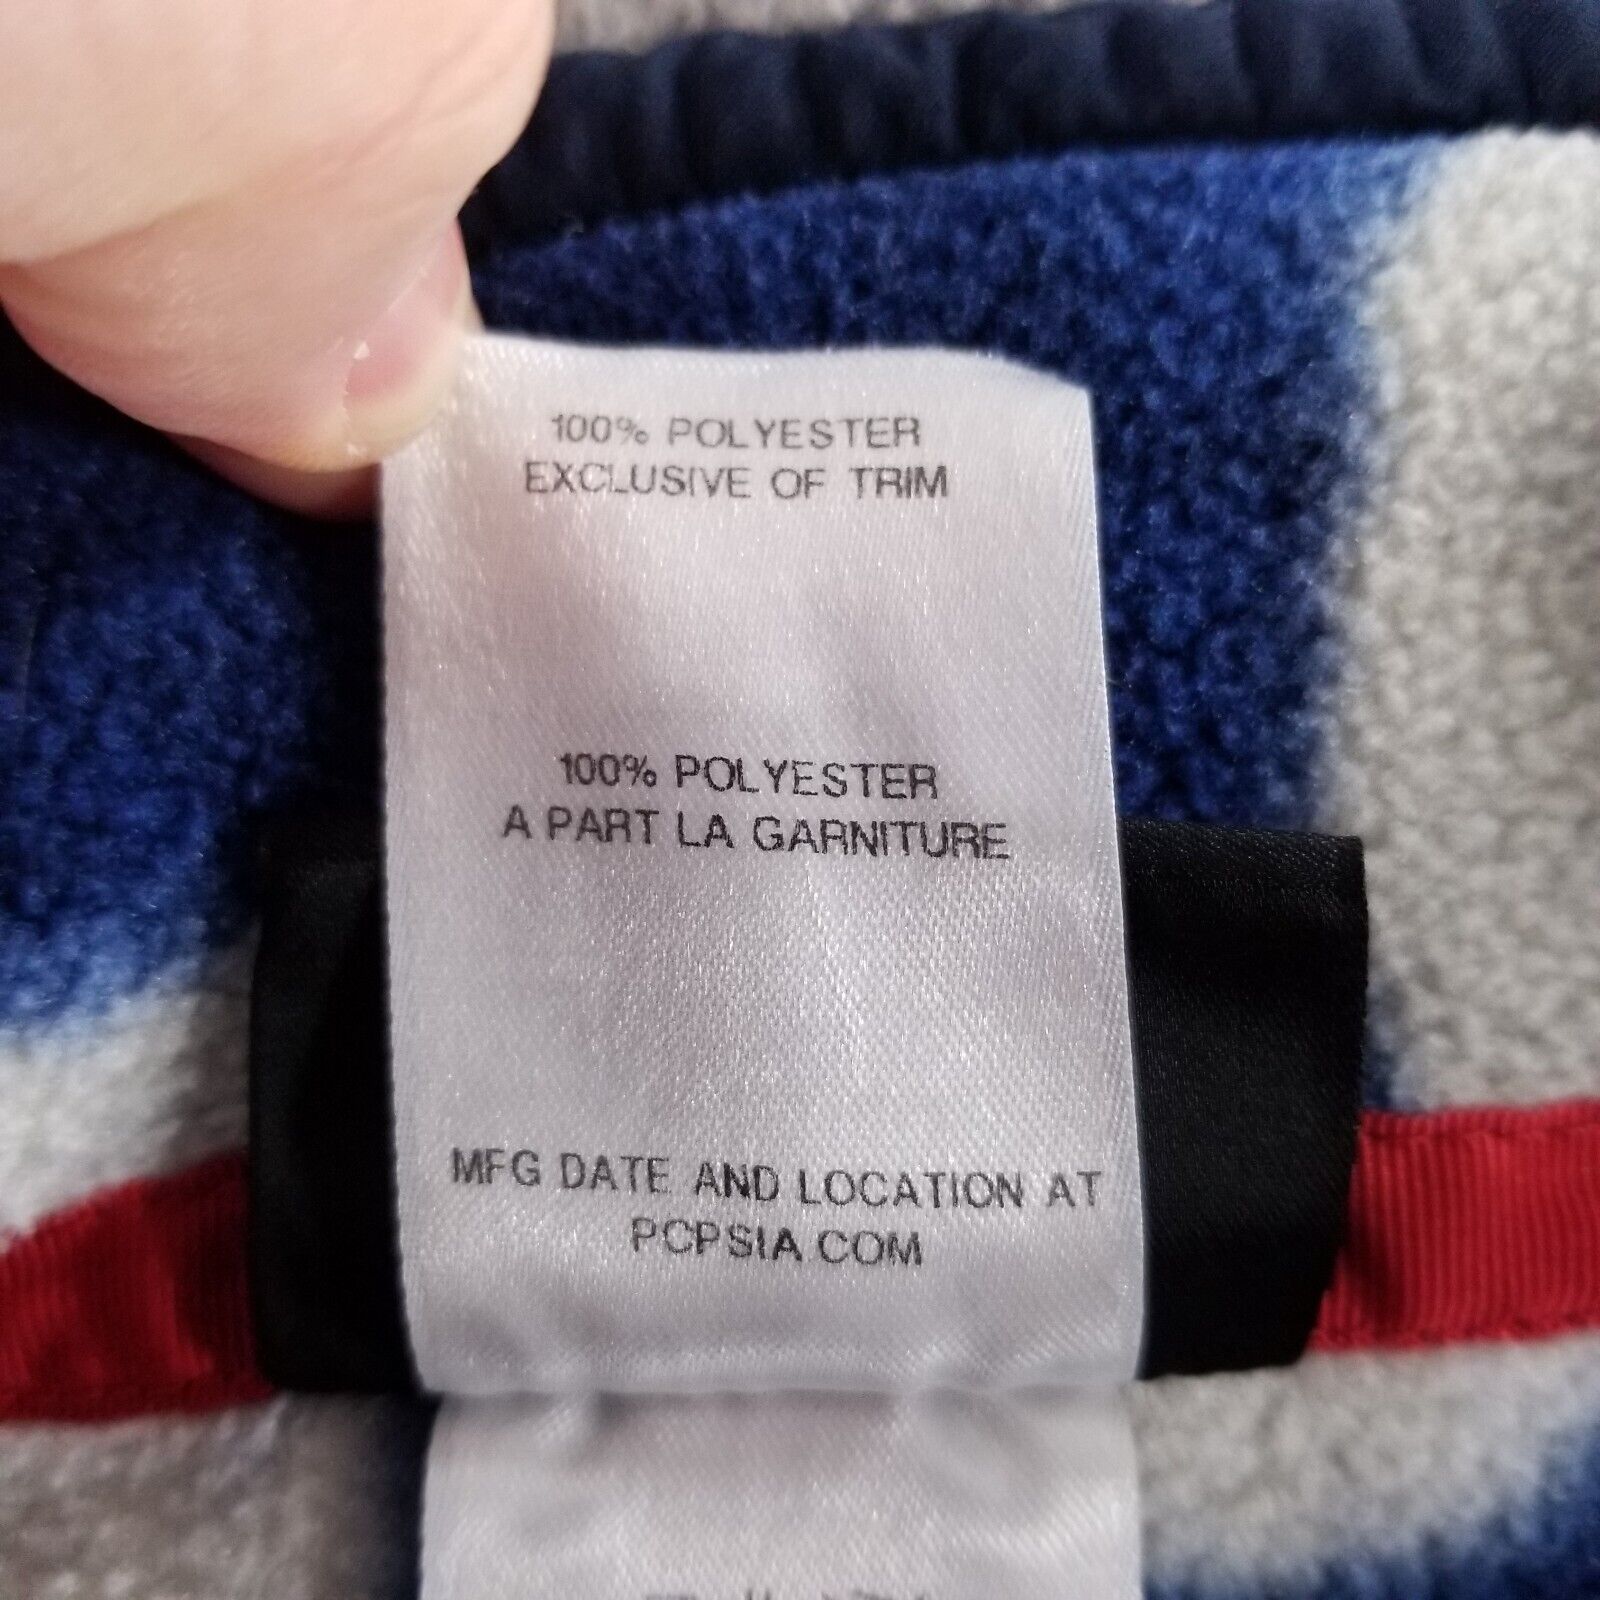 100% POLYESTER
EXCLUSIVE OF TRIM
100% POLYESTER
A PART LA GARNITURE
MFG DATE AND LOCATION AT
PCPSIA.COM